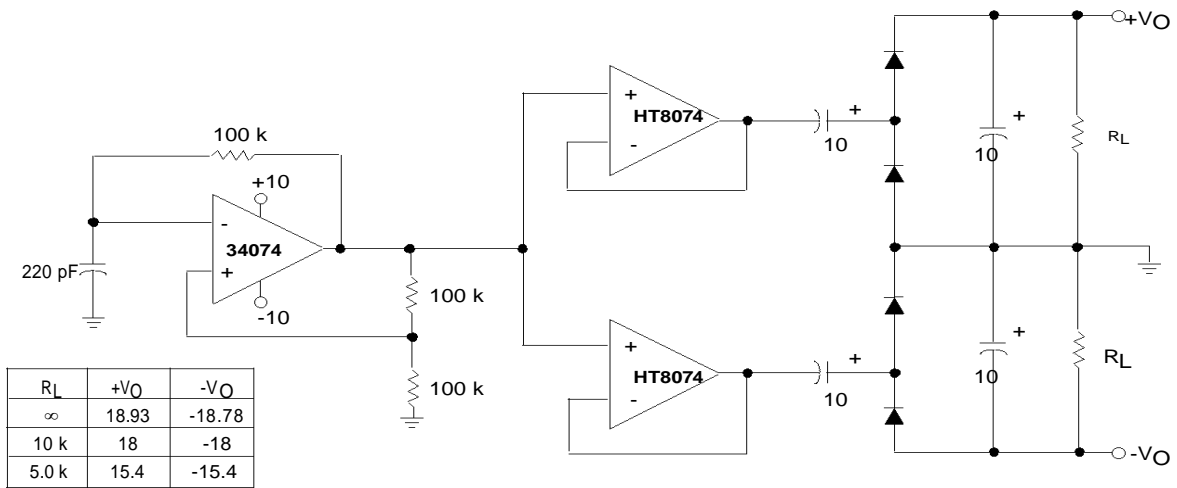 +VO
+
HT8074
-
+
10
+
10
RL
100 k
+10
-
34074
+
-10
220 pF
100 k
100 k
+
HT8074
-
+
10
+
10
RL
-VO
RL +VO -VO
∞ 18.93 -18.78
10 k 18 -18
5.0 k 15.4 -15.4